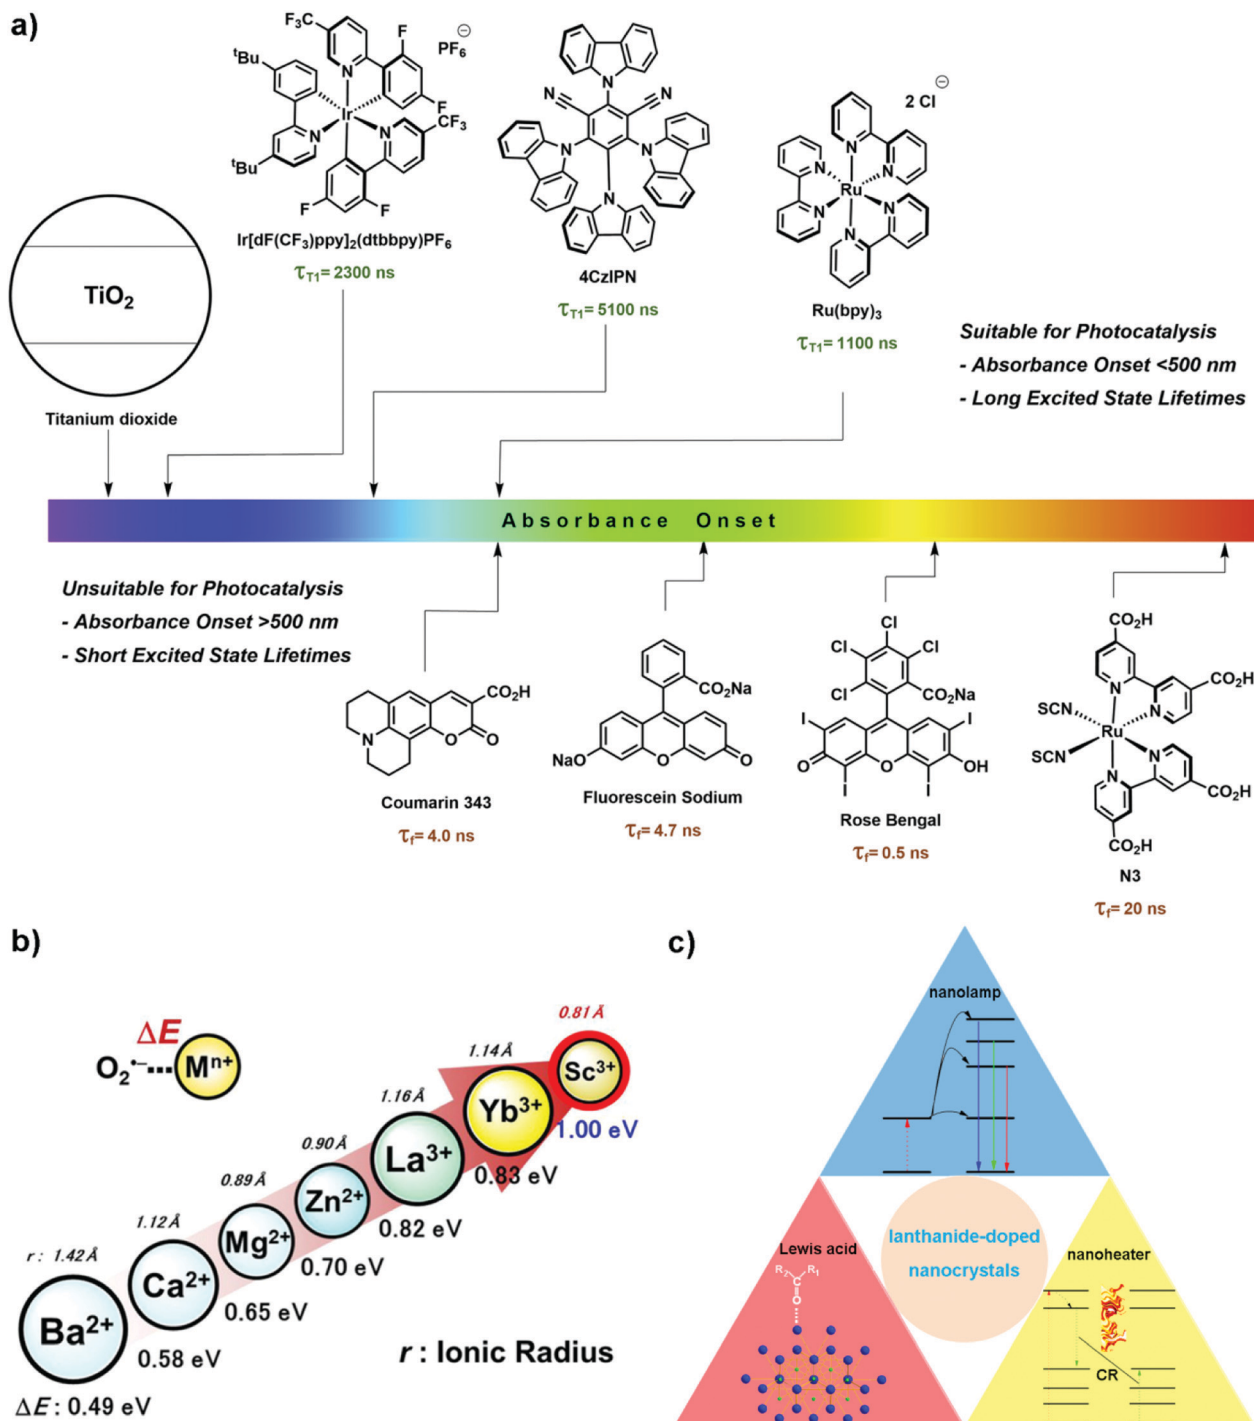 a)
F₃C
ᵗBu
ᵗBu
N
N
N
Ir
F
F
CF₃
F
F
PF₆ ⊖
Ir[dF(CF₃)ppy]₂(dtbbpy)PF₆
τT1= 2300 ns
NC
CN
N
N
N
N
4CzIPN
τT1= 5100 ns
2 Cl ⊖
N
N
N
N
N
N
Ru
Ru(bpy)₃
τT1= 1100 ns
TiO₂
Titanium dioxide
Suitable for Photocatalysis
- Absorbance Onset <500 nm
- Long Excited State Lifetimes
Absorbance Onset
Unsuitable for Photocatalysis
- Absorbance Onset >500 nm
- Short Excited State Lifetimes
CO₂H
N
O
O
Coumarin 343
τf= 4.0 ns
CO₂Na
NaO
O
O
Fluorescein Sodium
τf= 4.7 ns
Cl
Cl
Cl
Cl
CO₂Na
I
I
O
O
OH
I
I
Rose Bengal
τf= 0.5 ns
CO₂H
CO₂H
SCN
SCN
N
N
Ru
N
N
CO₂H
CO₂H
N3
τf= 20 ns
b)
ΔE
O₂•− Mⁿ⁺
r : 1.42 Å
Ba²⁺
ΔE : 0.49 eV
1.12 Å
Ca²⁺
0.58 eV
0.89 Å
Mg²⁺
0.65 eV
0.90 Å
Zn²⁺
0.70 eV
1.16 Å
La³⁺
0.82 eV
1.14 Å
Yb³⁺
0.83 eV
0.81 Å
Sc³⁺
1.00 eV
r : Ionic Radius
c)
nanolamp
Lewis acid
R₂ R₁
C
O
lanthanide-doped
nanocrystals
nanoheater
CR